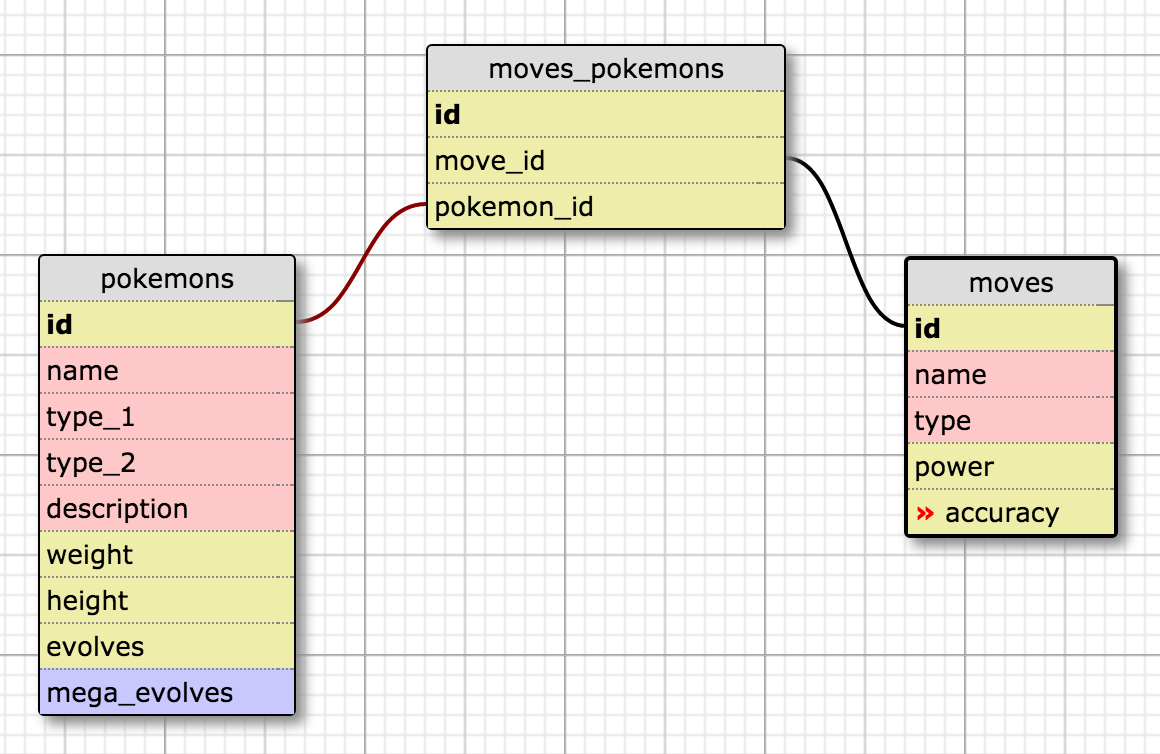 moves_pokemons
id
move_id
pokemon_id
pokemons
id
name
type_1
type_2
description
weight
height
evolves
mega_evolves
moves
id
name
type
power
» accuracy